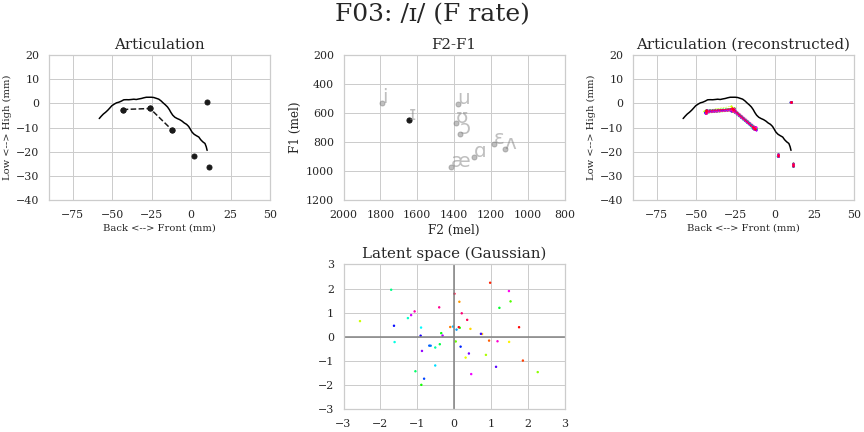 F03: /ɪ/ (F rate)
Articulation
F2-F1
Articulation (reconstructed)
20
10
0
−10
−20
−30
−40
Low <--> High (mm)
−75
−50
−25
0
25
50
Back <--> Front (mm)
200
400
600
800
1000
1200
F1 (mel)
i
ɪ
u
ʊ
ɔ
ɛ
ʌ
ɑ
æ
2000
1800
1600
1400
1200
1000
800
F2 (mel)
20
10
0
−10
−20
−30
−40
Low <--> High (mm)
−75
−50
−25
0
25
50
Back <--> Front (mm)
Latent space (Gaussian)
3
2
1
0
−1
−2
−3
−3
−2
−1
0
1
2
3